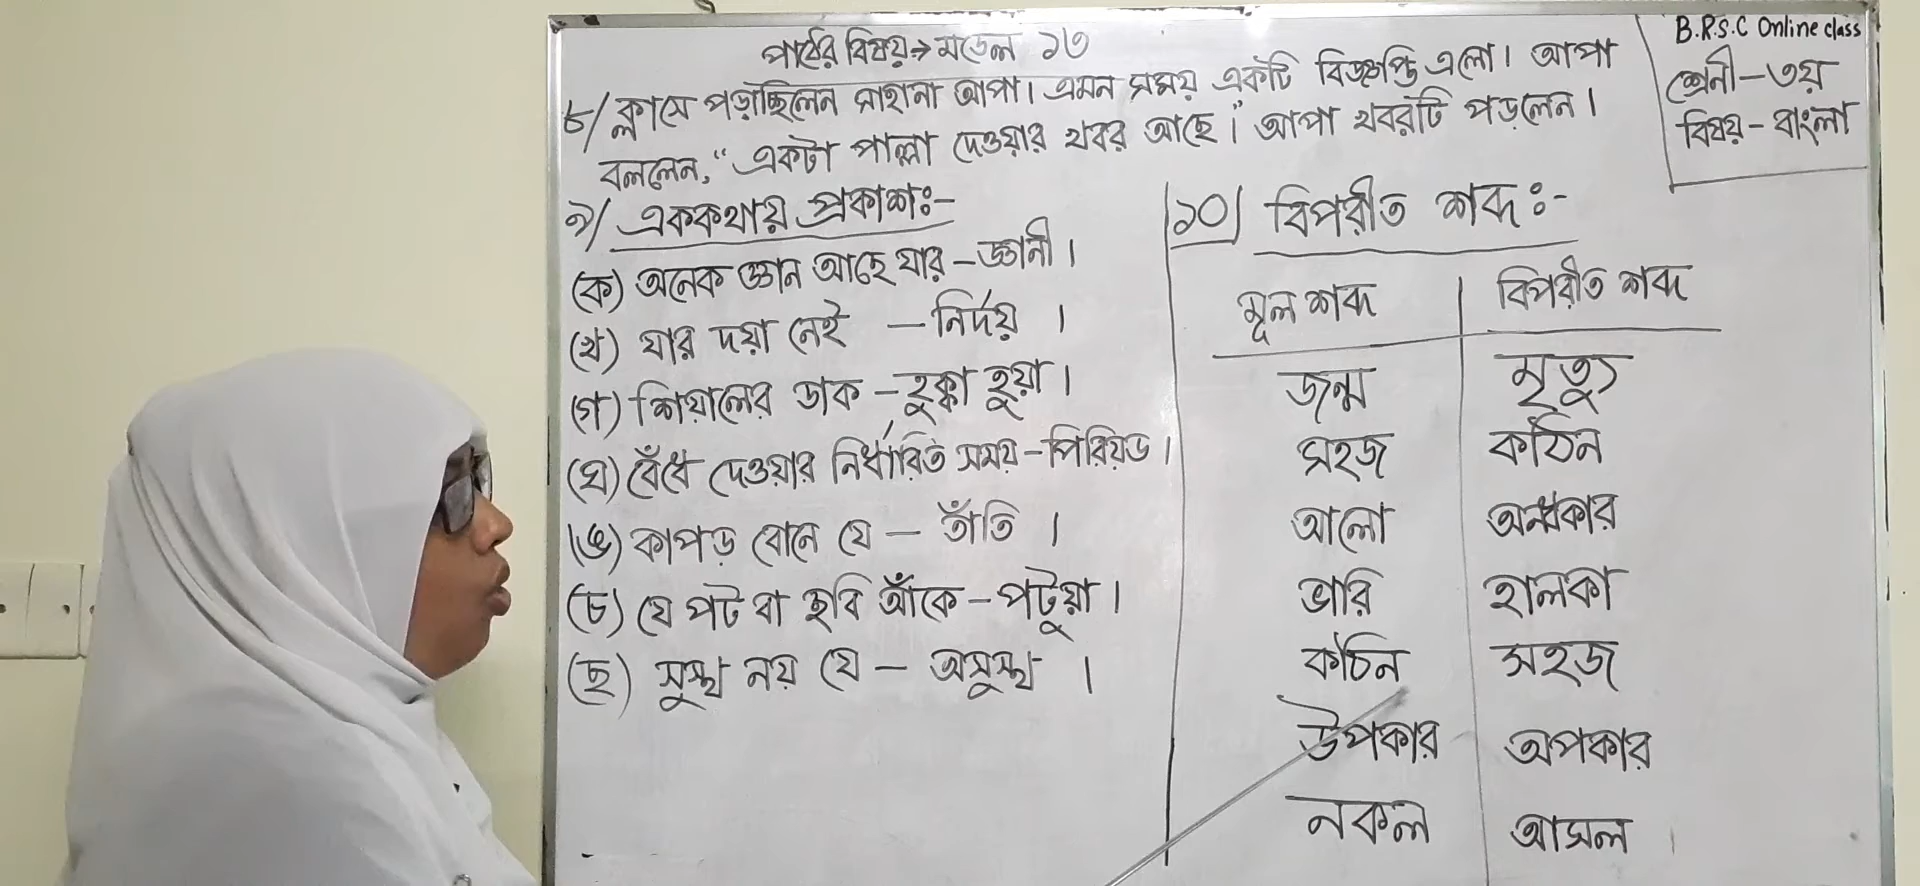 পাঠের বিষয়→ মডেল ১৩
B.R.S.C Online class
শ্রেনী – ৩য়
বিষয় – বাংলা
৮/ ক্লাসে পড়াচ্ছিলেন সাহানা আপা। এমন সময় একটি বিজ্ঞপ্তি এলো। আপা
বললেন, “একটা পাল্লা দেওয়ার খবর আছে।” আপা খবরটি পড়লেন।
৯/ এককথায় প্রকাশঃ-
(ক) অনেক জ্ঞান আছে যার – জ্ঞানী।
(খ) যার দয়া নেই – নির্দয়।
(গ) শিয়ালের ডাক – হুক্কা হুয়া।
(ঘ) বেঁধে দেওয়ার নির্ধারিত সময় – পিরিয়ড।
(ঙ) কাপড় বোনে যে – তাঁতি।
(চ) যে পট বা ছবি আঁকে – পটুয়া।
(ছ) সুস্থ নয় যে – অসুস্থ।
১০/ বিপরীত শব্দ ঃ-
মূল শব্দ | বিপরীত শব্দ
জন্ম মৃত্যু
সহজ কঠিন
আলো অন্ধকার
ভারি হালকা
কঠিন সহজ
উপকার অপকার
নকল আসল